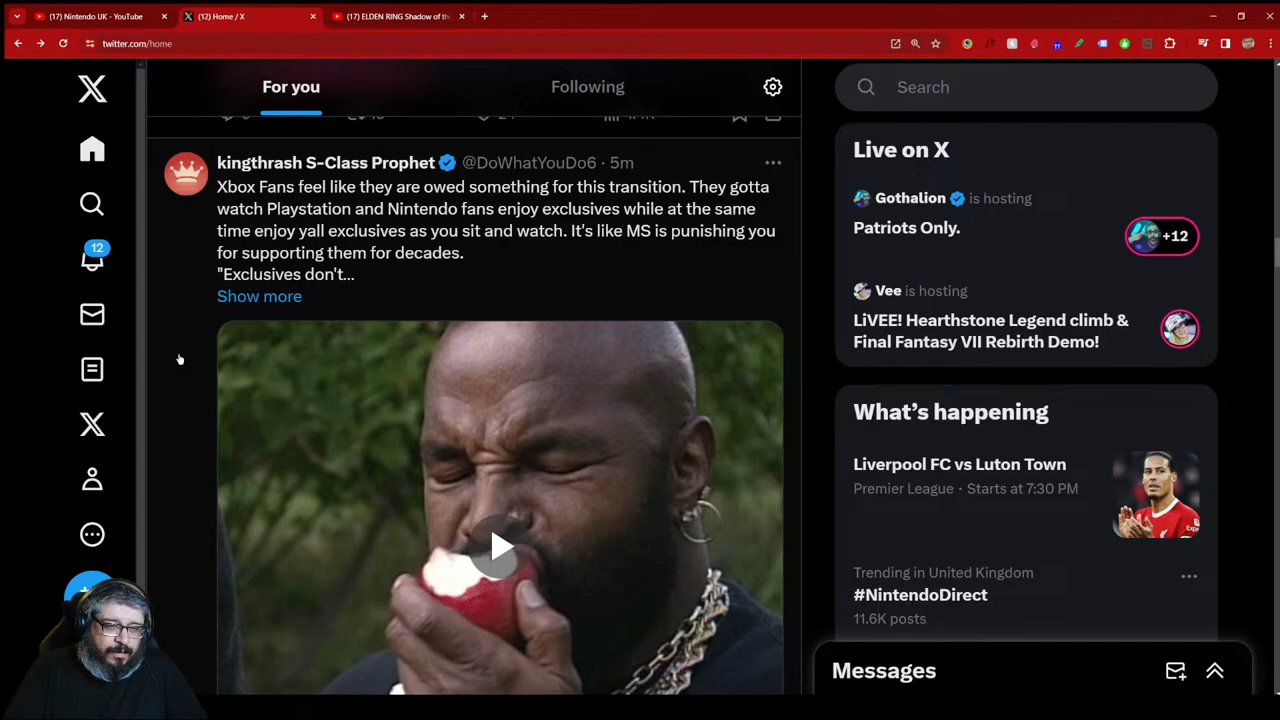 (17) Nintendo UK - YouTube
(12) Home / X
(17) ELDEN RING Shadow of the
twitter.com/home
For you
Following
Search
kingthrash S-Class Prophet @DoWhatYouDo6 · 5m
Xbox Fans feel like they are owed something for this transition. They gotta
watch Playstation and Nintendo fans enjoy exclusives while at the same
time enjoy yall exclusives as you sit and watch. It's like MS is punishing you
for supporting them for decades.
"Exclusives don't...
Show more
12
Live on X
Gothalion is hosting
Patriots Only.
+12
Vee is hosting
LiVEE! Hearthstone Legend climb &
Final Fantasy VII Rebirth Demo!
What's happening
Liverpool FC vs Luton Town
Premier League · Starts at 7:30 PM
Trending in United Kingdom
#NintendoDirect
11.6K posts
Messages